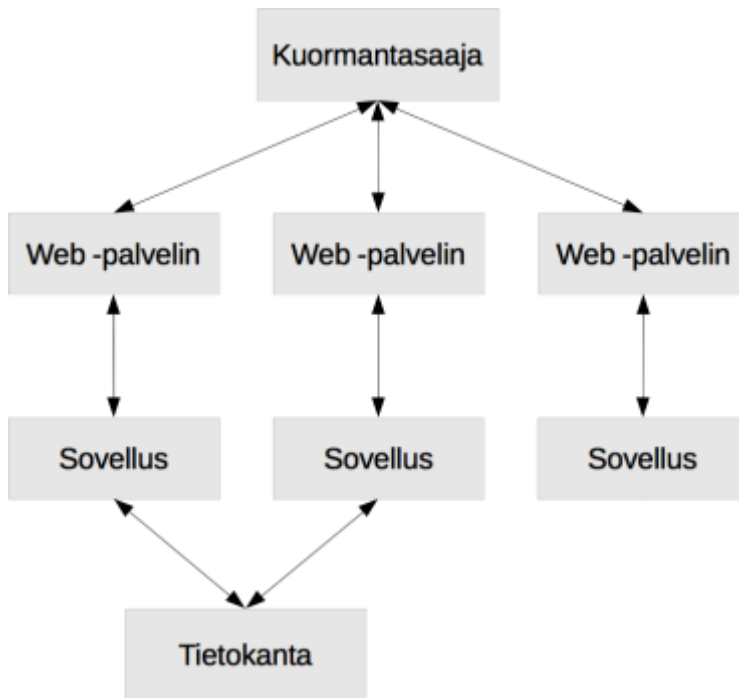 Kuormantasaaja
Web -palvelin
Web -palvelin
Web -palvelin
Sovellus
Sovellus
Sovellus
Tietokanta